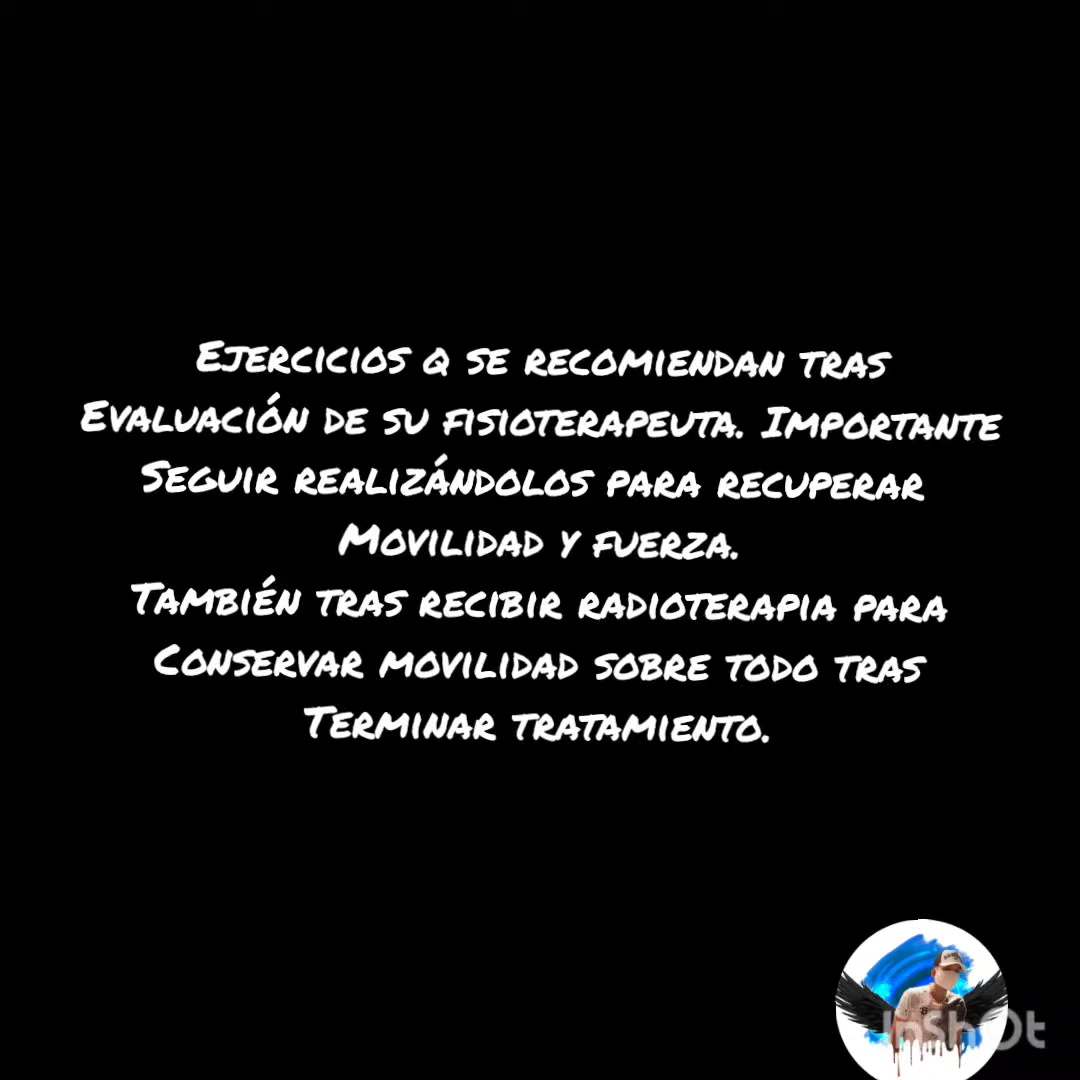 Ejercicios q se recomiendan tras
Evaluación de su fisioterapeuta. Importante
Seguir realizándolos para recuperar
Movilidad y fuerza.
También tras recibir radioterapia para
Conservar movilidad sobre todo tras
Terminar tratamiento.
InShOt